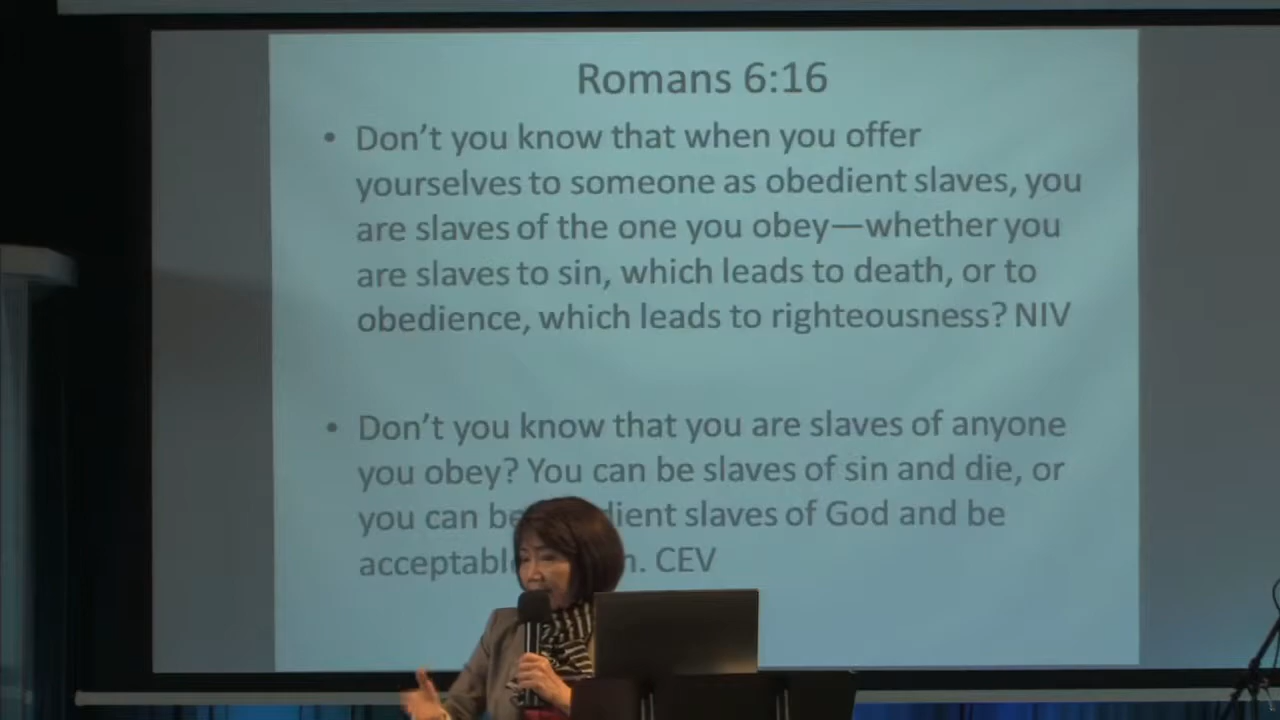 Romans 6:16
• Don't you know that when you offer
yourselves to someone as obedient slaves, you
are slaves of the one you obey—whether you
are slaves to sin, which leads to death, or to
obedience, which leads to righteousness? NIV
• Don't you know that you are slaves of anyone
you obey? You can be slaves of sin and die, or
you can be slaves of God and be
CEV